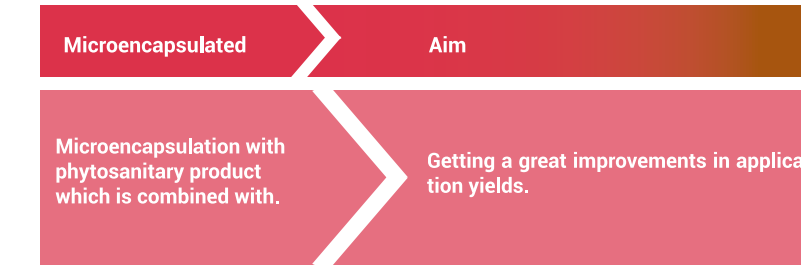 Microencapsulated
Aim
Microencapsulation with
phytosanitary product
which is combined with.
Getting a great improvements in applica
tion yields.